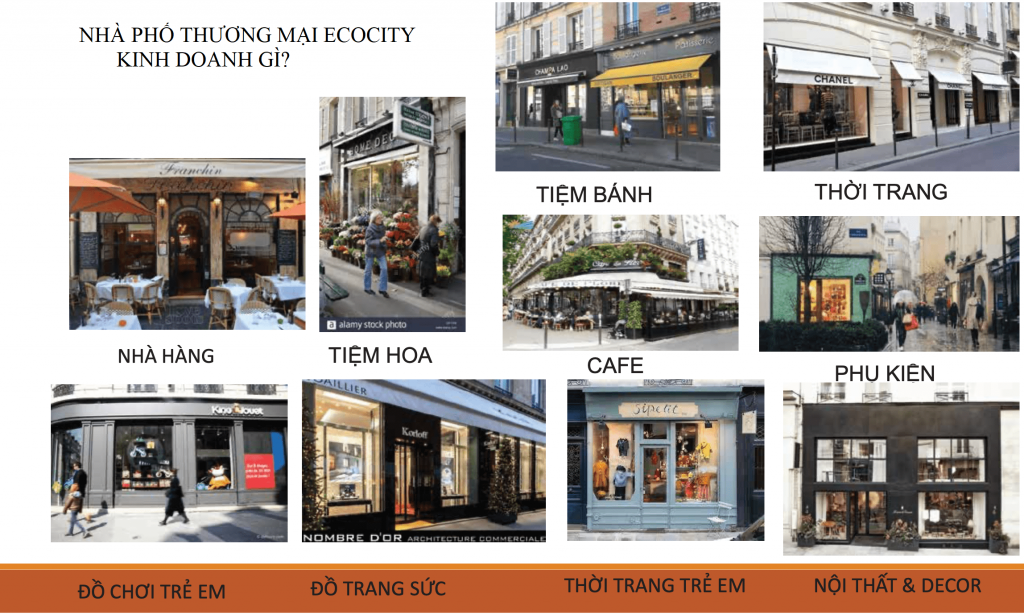 NHÀ PHỐ THƯƠNG MẠI ECOCITY
KINH DOANH GÌ?
CHAMPA LAO
Pâtisserie
BOULANGER
CHANEL
TIỆM BÁNH
THỜI TRANG
Franchin
alamy stock photo
NHÀ HÀNG
TIỆM HOA
CAFE
PHỤ KIỆN
King Jouet
Korloff
NOMBRE D'OR ARCHITECTURE COMMERCIALE
ĐỒ CHƠI TRẺ EM
ĐỒ TRANG SỨC
THỜI TRANG TRẺ EM
NỘI THẤT & DECOR